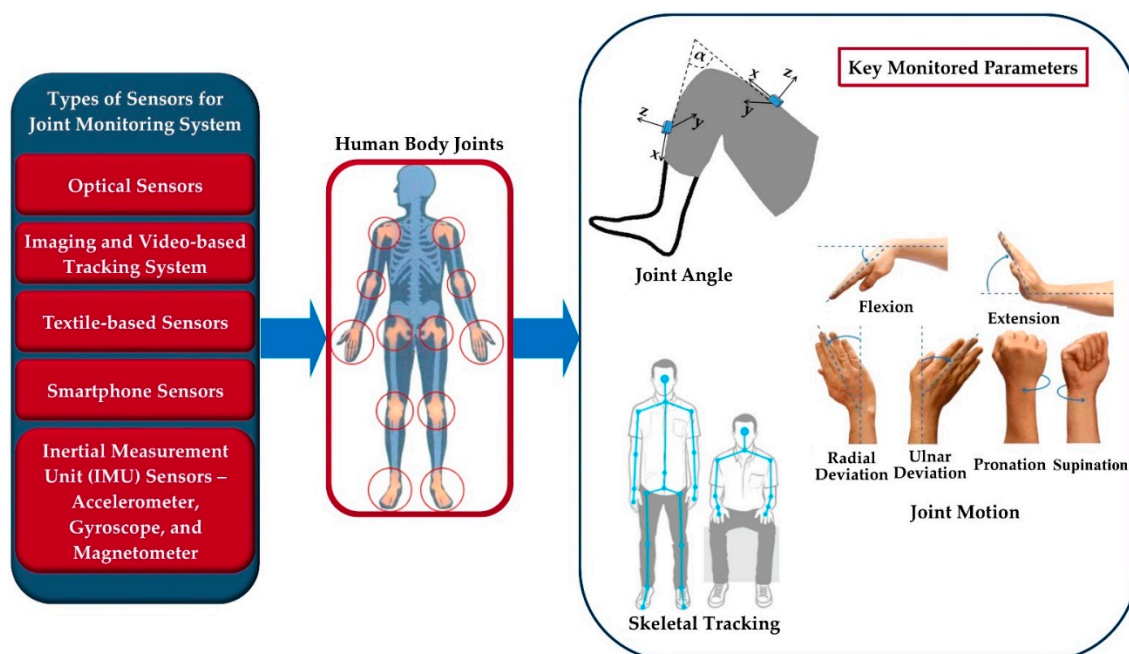 Types of Sensors for
Joint Monitoring System
Optical Sensors
Imaging and Video-based
Tracking System
Textile-based Sensors
Smartphone Sensors
Inertial Measurement
Unit (IMU) Sensors –
Accelerometer,
Gyroscope, and
Magnetometer
Human Body Joints
Key Monitored Parameters
α
x
z
y
z
y
x
Joint Angle
Flexion
Extension
Radial
Deviation
Ulnar
Deviation
Pronation
Supination
Joint Motion
Skeletal Tracking